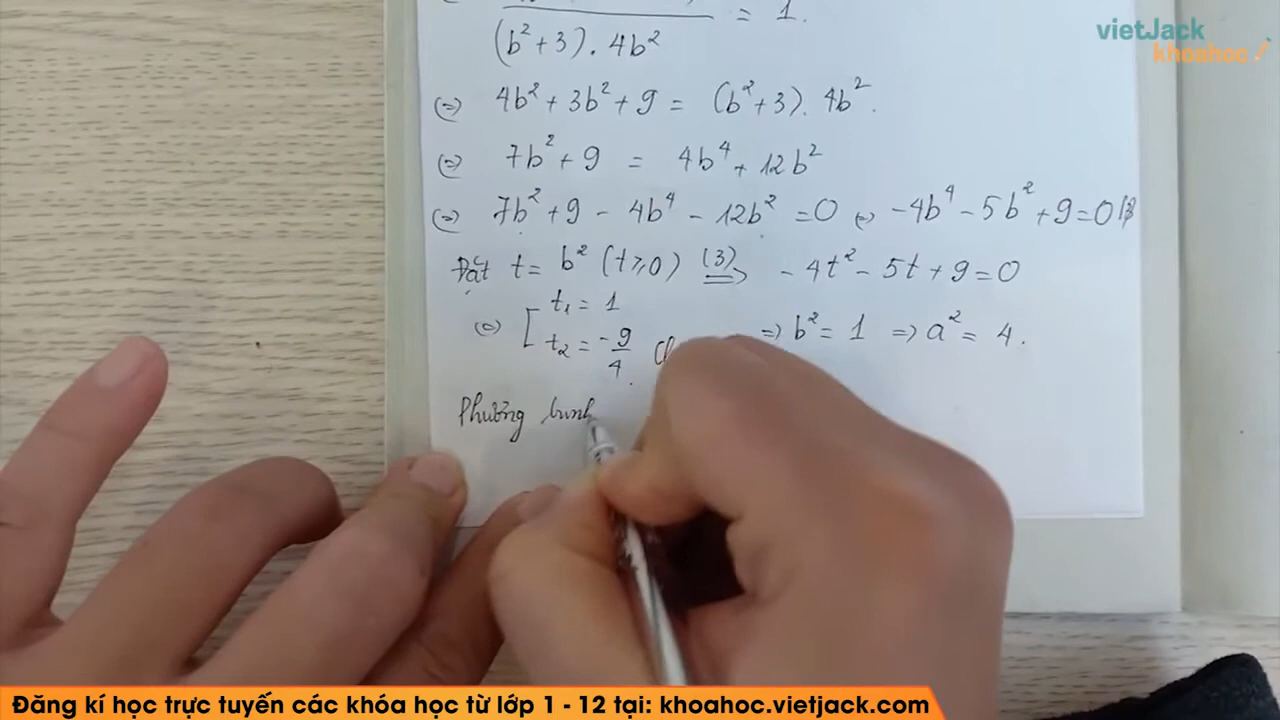 vietJack
khoahoc
= 1.
(b²+3). 4b²
(=) 4b² + 3b² + 9 = (b²+3). 4b².
(=) 7b² + 9 = 4b⁴ + 12b²
(=) 7b² + 9 - 4b⁴ - 12b² = 0 (=) -4b⁴ - 5b² + 9 = 0
Đặt t = b² (t ≥ 0) (3) => - 4t² - 5t + 9 = 0
(=) [ t₁ = 1
t₂ = -9/4 => b² = 1 => a² = 4.
Phương
Đăng kí học trực tuyến các khóa học từ lớp 1 - 12 tại: khoahoc.vietjack.com